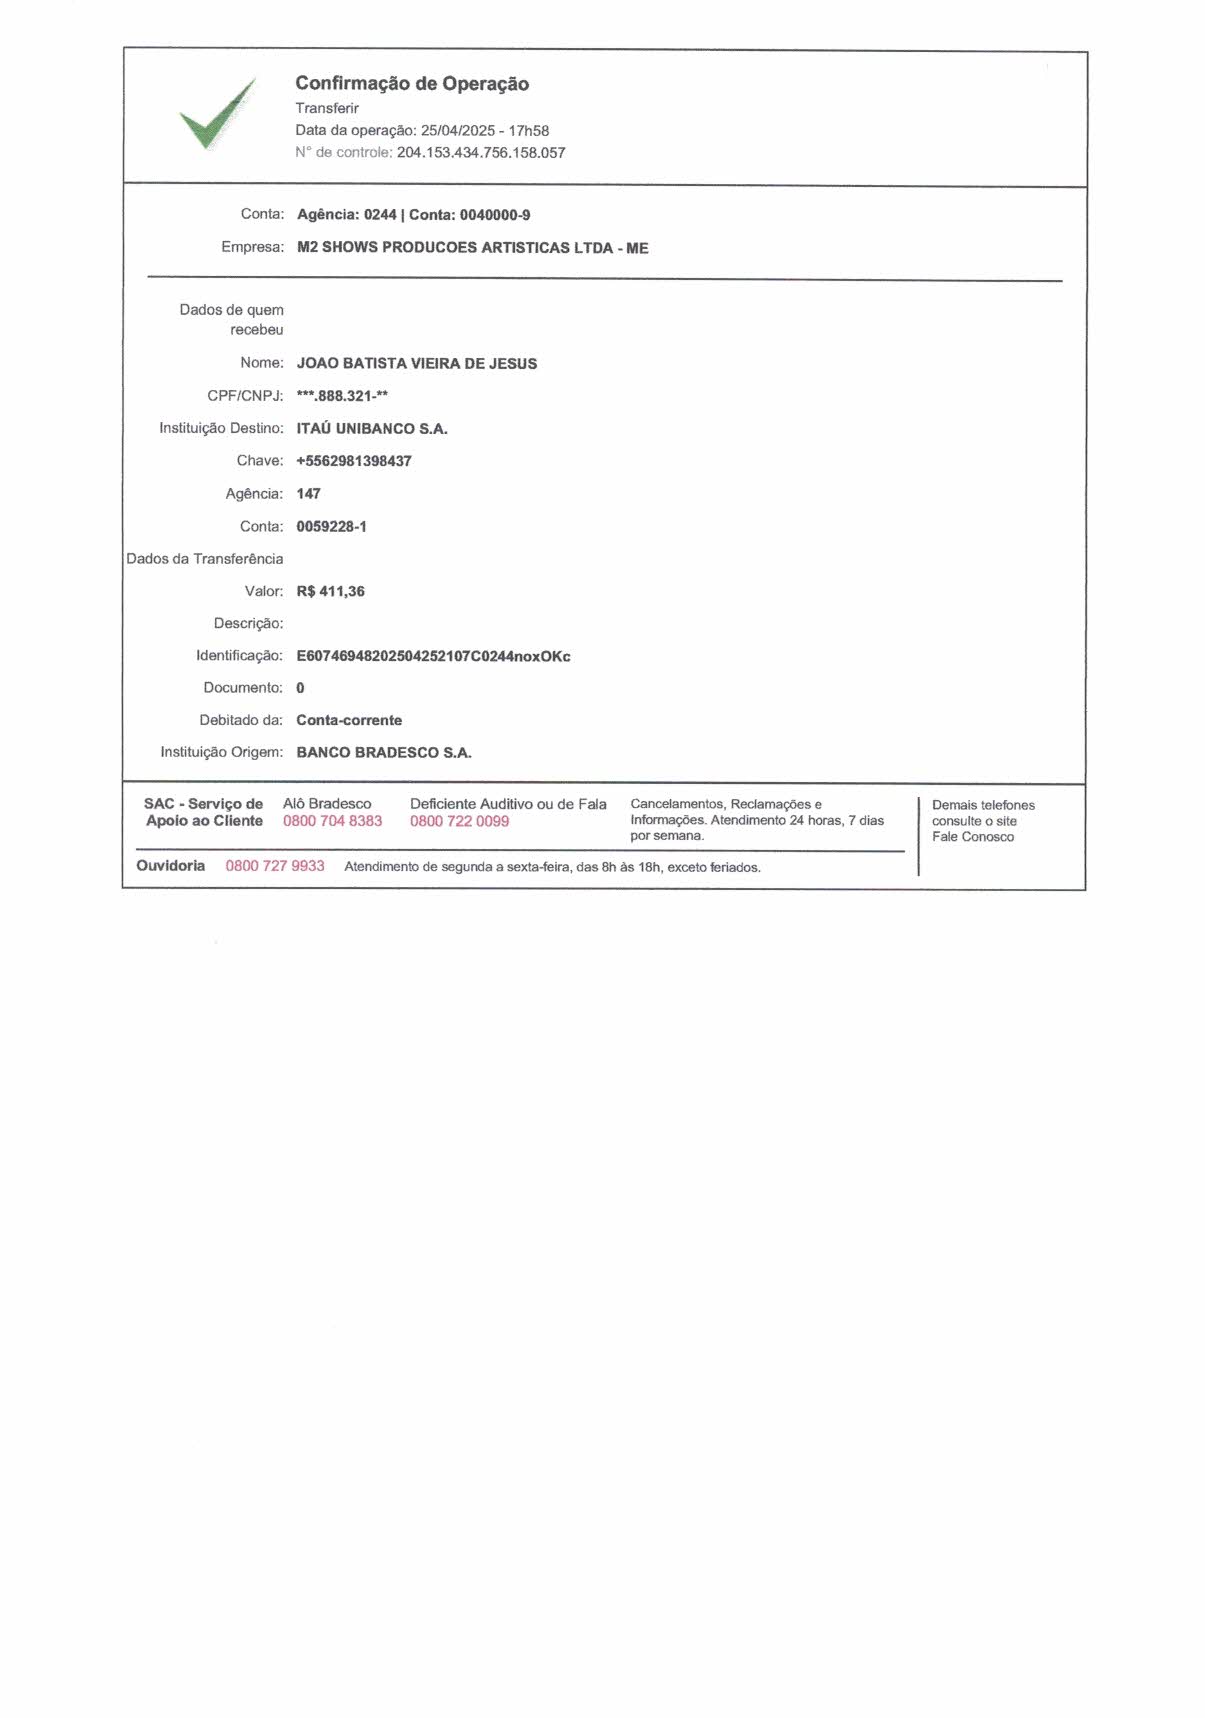 Confirmação de Operação
Transferir
Data da operação: 25/04/2025 - 17h58
N° de controle: 204.153.434.756.158.057
Conta: Agência: 0244 | Conta: 0040000-9
Empresa: M2 SHOWS PRODUCOES ARTISTICAS LTDA - ME
Dados de quem
recebeu
Nome: JOAO BATISTA VIEIRA DE JESUS
CPF/CNPJ: ***.888.321-**
Instituição Destino: ITAÚ UNIBANCO S.A.
Chave: +5562981398437
Agência: 147
Conta: 0059228-1
Dados da Transferência
Valor: R$ 411,36
Descrição:
Identificação: E60746948202504252107C0244noxOKc
Documento: 0
Debitado da: Conta-corrente
Instituição Origem: BANCO BRADESCO S.A.
SAC - Serviço de Apoio ao Cliente
Alô Bradesco
0800 704 8383
Deficiente Auditivo ou de Fala
0800 722 0099
Cancelamentos, Reclamações e
Informações. Atendimento 24 horas, 7 dias
por semana.
Demais telefones
consulte o site
Fale Conosco
Ouvidoria 0800 727 9933 Atendimento de segunda a sexta-feira, das 8h às 18h, exceto feriados.